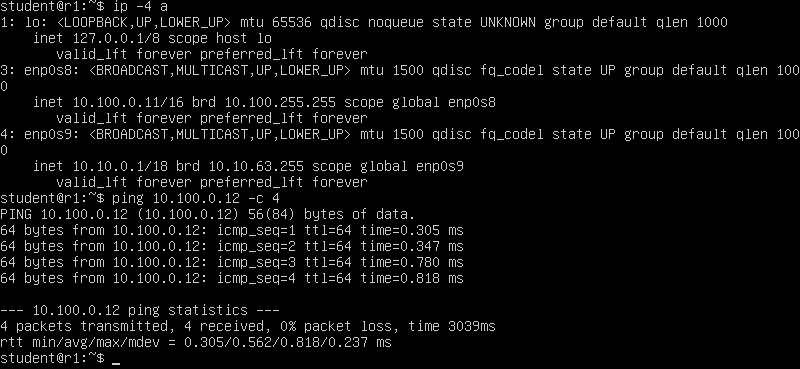 student@r1:~$ ip -4 a
1: lo: <LOOPBACK,UP,LOWER_UP> mtu 65536 qdisc noqueue state UNKNOWN group default qlen 1000
    inet 127.0.0.1/8 scope host lo
       valid_lft forever preferred_lft forever
3: enp0s8: <BROADCAST,MULTICAST,UP,LOWER_UP> mtu 1500 qdisc fq_codel state UP group default qlen 100
0
    inet 10.100.0.11/16 brd 10.100.255.255 scope global enp0s8
       valid_lft forever preferred_lft forever
4: enp0s9: <BROADCAST,MULTICAST,UP,LOWER_UP> mtu 1500 qdisc fq_codel state UP group default qlen 100
0
    inet 10.10.0.1/18 brd 10.10.63.255 scope global enp0s9
       valid_lft forever preferred_lft forever
student@r1:~$ ping 10.100.0.12 -c 4
PING 10.100.0.12 (10.100.0.12) 56(84) bytes of data.
64 bytes from 10.100.0.12: icmp_seq=1 ttl=64 time=0.305 ms
64 bytes from 10.100.0.12: icmp_seq=2 ttl=64 time=0.347 ms
64 bytes from 10.100.0.12: icmp_seq=3 ttl=64 time=0.780 ms
64 bytes from 10.100.0.12: icmp_seq=4 ttl=64 time=0.818 ms

--- 10.100.0.12 ping statistics ---
4 packets transmitted, 4 received, 0% packet loss, time 3039ms
rtt min/avg/max/mdev = 0.305/0.562/0.818/0.237 ms
student@r1:~$ _